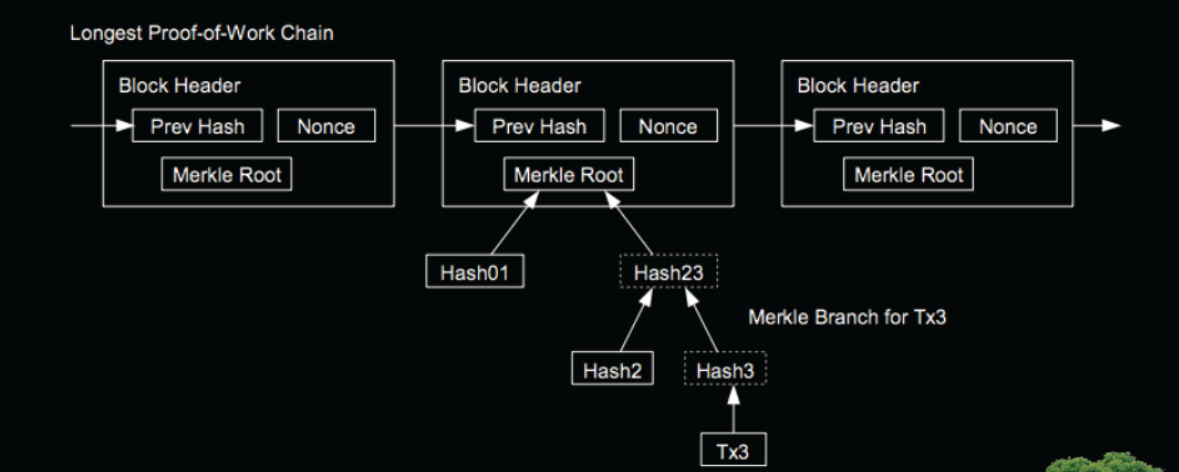 Longest Proof-of-Work Chain
Block Header
Prev Hash
Nonce
Merkle Root
Block Header
Prev Hash
Nonce
Merkle Root
Block Header
Prev Hash
Nonce
Merkle Root
Hash01
Hash23
Merkle Branch for Tx3
Hash2
Hash3
Tx3